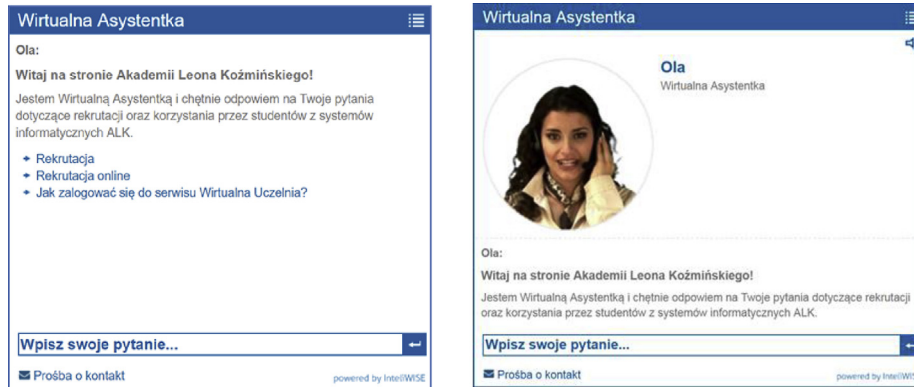 Wirtualna Asystentka
Ola:
Witaj na stronie Akademii Leona Koźmińskiego!
Jestem Wirtualną Asystentką i chętnie odpowiem na Twoje pytania
dotyczące rekrutacji oraz korzystania przez studentów z systemów
informatycznych ALK.
Rekrutacja
Rekrutacja online
Jak zalogować się do serwisu Wirtualna Uczelnia?
Wpisz swoje pytanie...
Prośba o kontakt
powered by InteliWISE
Wirtualna Asystentka
Ola
Wirtualna Asystentka
Ola:
Witaj na stronie Akademii Leona Koźmińskiego!
Jestem Wirtualną Asystentką i chętnie odpowiem na Twoje pytania dotyczące rekrutacji
oraz korzystania przez studentów z systemów informatycznych ALK.
Wpisz swoje pytanie...
Prośba o kontakt
powered by InteliWIS